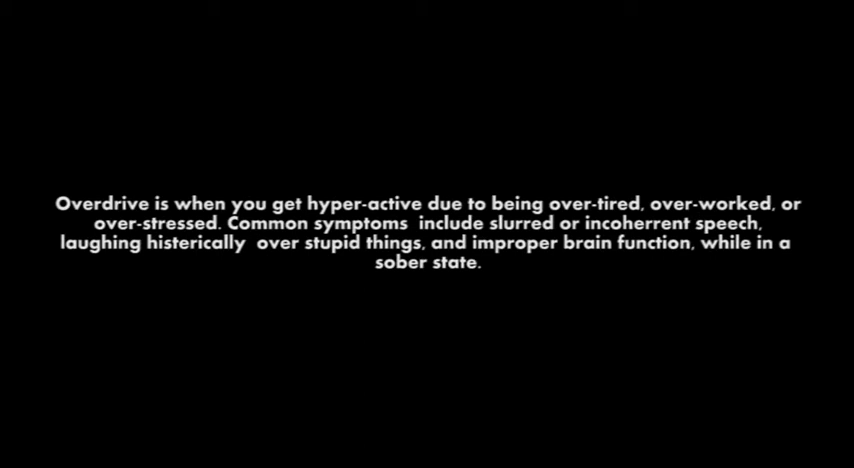 Overdrive is when you get hyper-active due to being over-tired, over-worked, or
over-stressed. Common symptoms  include slurred or incoherrent speech,
laughing histerically  over stupid things, and improper brain function, while in a
sober state.